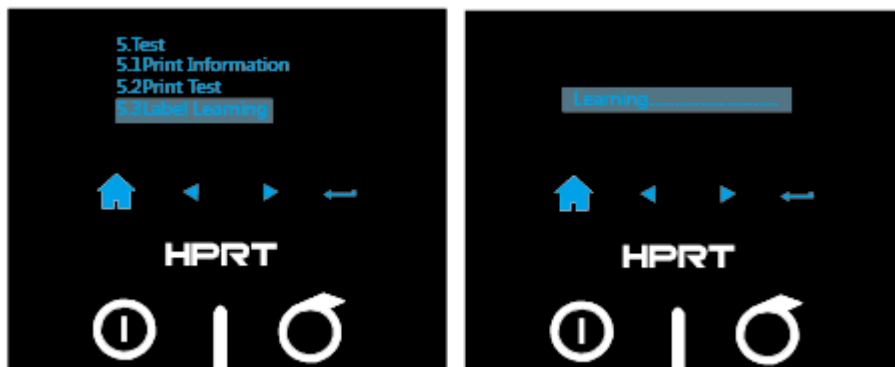 5.Test
5.1Print Information
5.2Print Test
5.3Label Learning
HPRT
Learning........................
HPRT